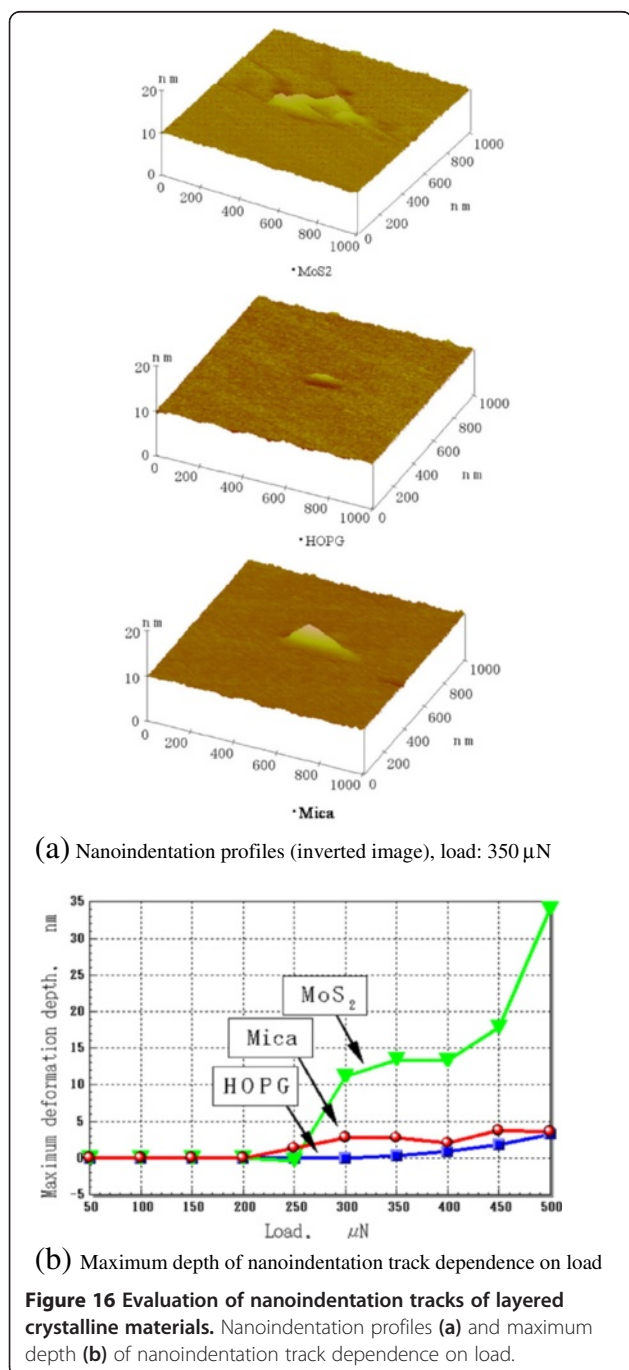 nm
20
10
0
0
200
400
600
800
1000
0
200
400
600
800
1000
nm
•MoS2
nm
20
10
0
0
200
400
600
800
1000
0
200
400
600
800
1000
nm
•HOPG
20
10
0
0
200
400
600
800
1000
0
200
400
600
800
1000
nm
nm
•Mica
(a) Nanoindentation profiles (inverted image), load: 350 μN
Maximum deformation depth, nm
35
30
25
20
15
10
5
0
-5
MoS₂
Mica
HOPG
50 100 150 200 250 300 350 400 450 500
Load, μN
(b) Maximum depth of nanoindentation track dependence on load
Figure 16 Evaluation of nanoindentation tracks of layered
crystalline materials. Nanoindentation profiles (a) and maximum
depth (b) of nanoindentation track dependence on load.